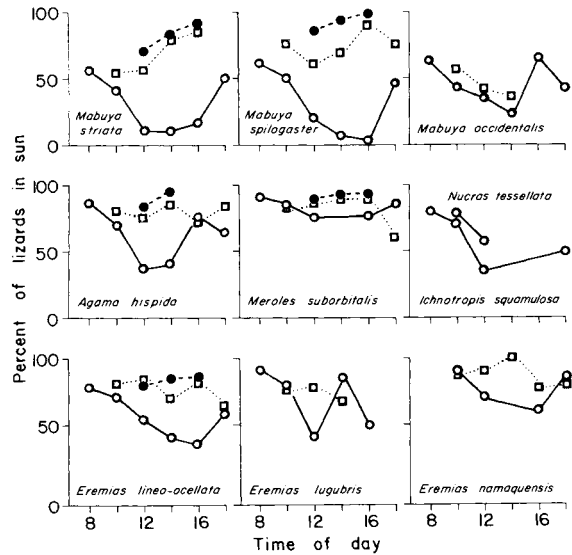 Percent of lizards in sun
100
50
0
Mabuya
striata
Mabuya
spilogaster
Mabuya occidentalis
100
50
0
Agama hispida
Meroles suborbitalis
Nucras tessellata
Ichnotropis squamulosa
100
50
0
Eremias lineo-ocellata
Eremias lugubris
Eremias namaquensis
8 12 16 8 12 16 8 12 16
Time of day